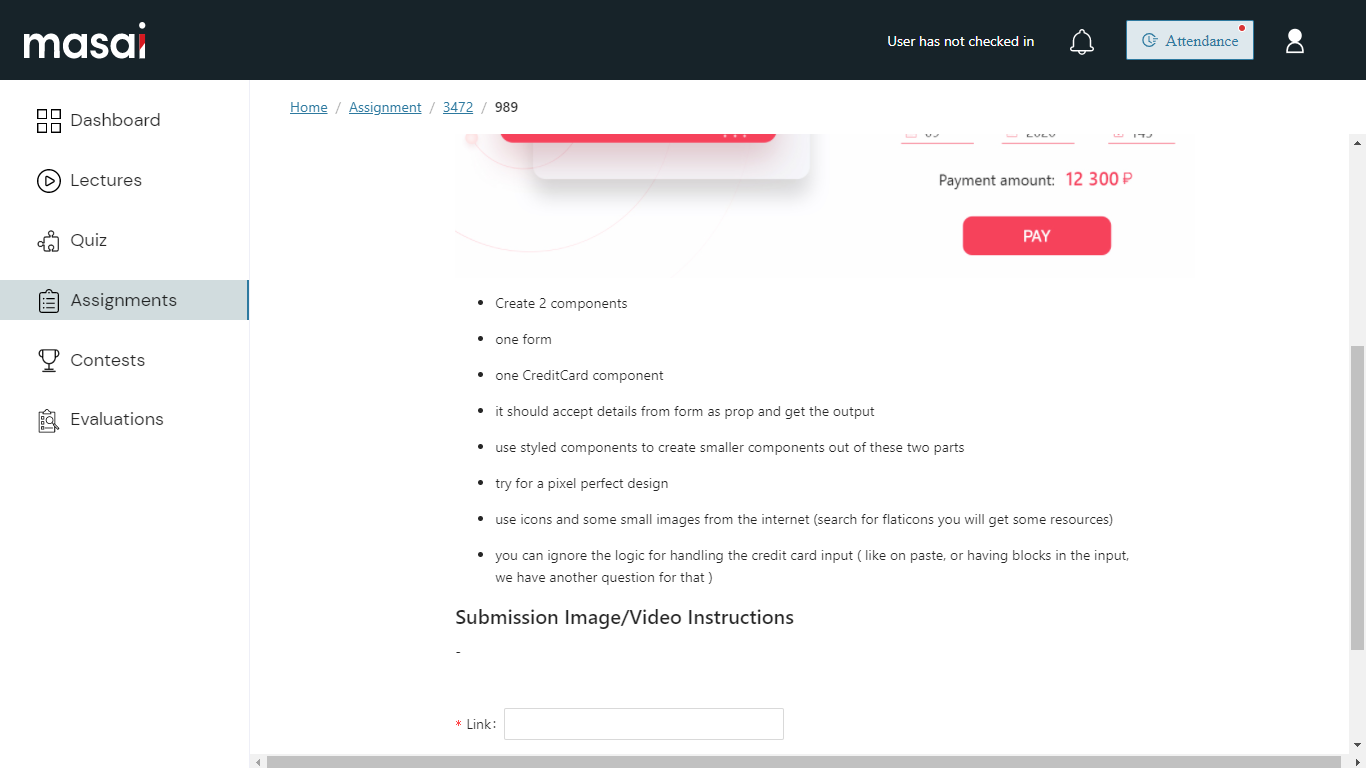 masai
User has not checked in
Attendance
Dashboard
Lectures
Quiz
Assignments
Contests
Evaluations
Home / Assignment / 3472 / 989
Payment amount: 12 300 ₽
PAY
Create 2 components
one form
one CreditCard component
it should accept details from form as prop and get the output
use styled components to create smaller components out of these two parts
try for a pixel perfect design
use icons and some small images from the internet (search for flaticons you will get some resources)
you can ignore the logic for handling the credit card input ( like on paste, or having blocks in the input,
we have another question for that )
Submission Image/Video Instructions
-
* Link: